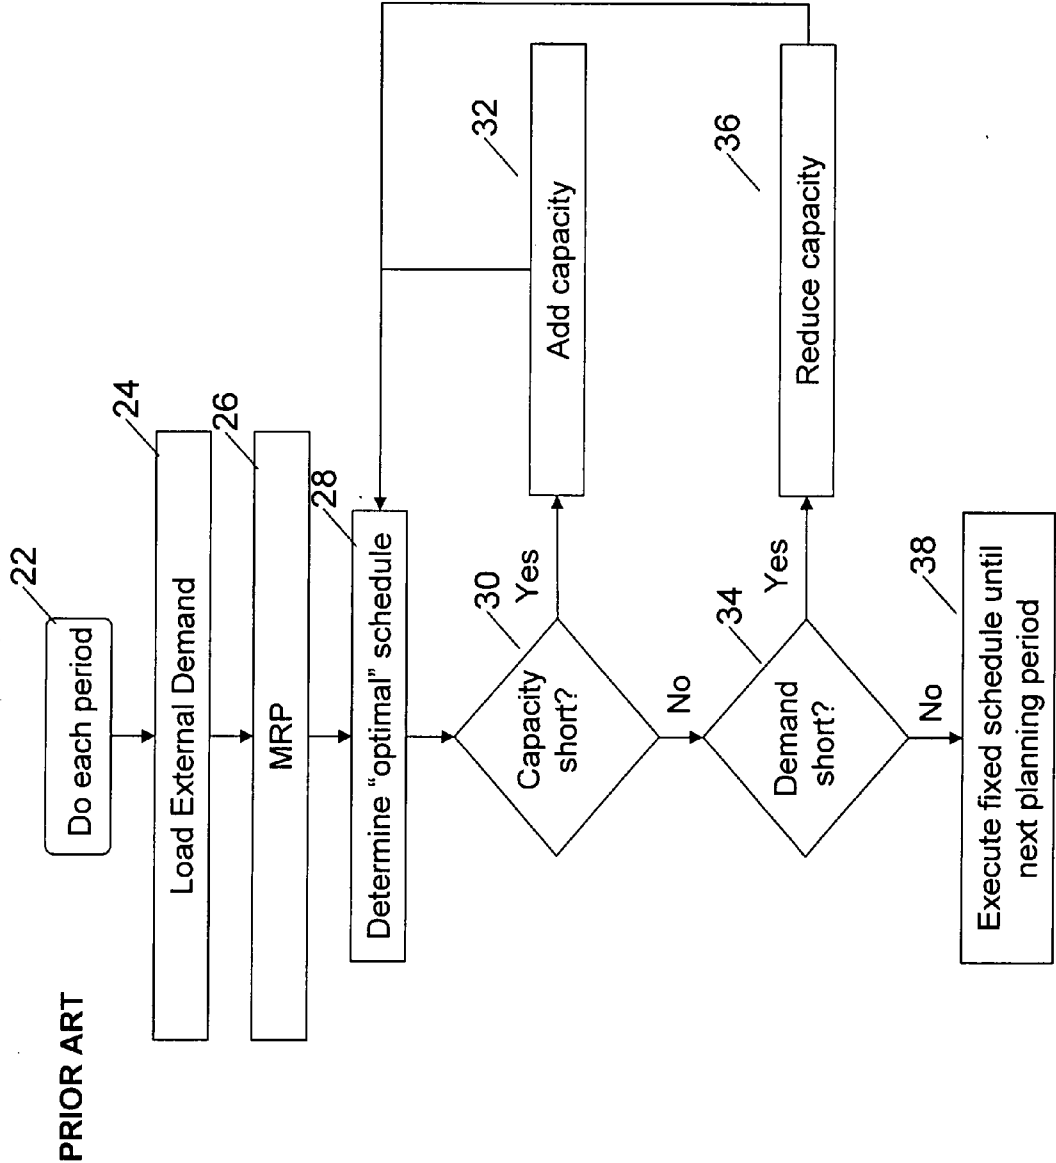 PRIOR ART
22
Do each period
24
Load External Demand
26
MRP
28
Determine “optimal” schedule
30
Capacity
short?
Yes
32
Add capacity
No
34
Demand
short?
Yes
36
Reduce capacity
No
38
Execute fixed schedule until
next planning period